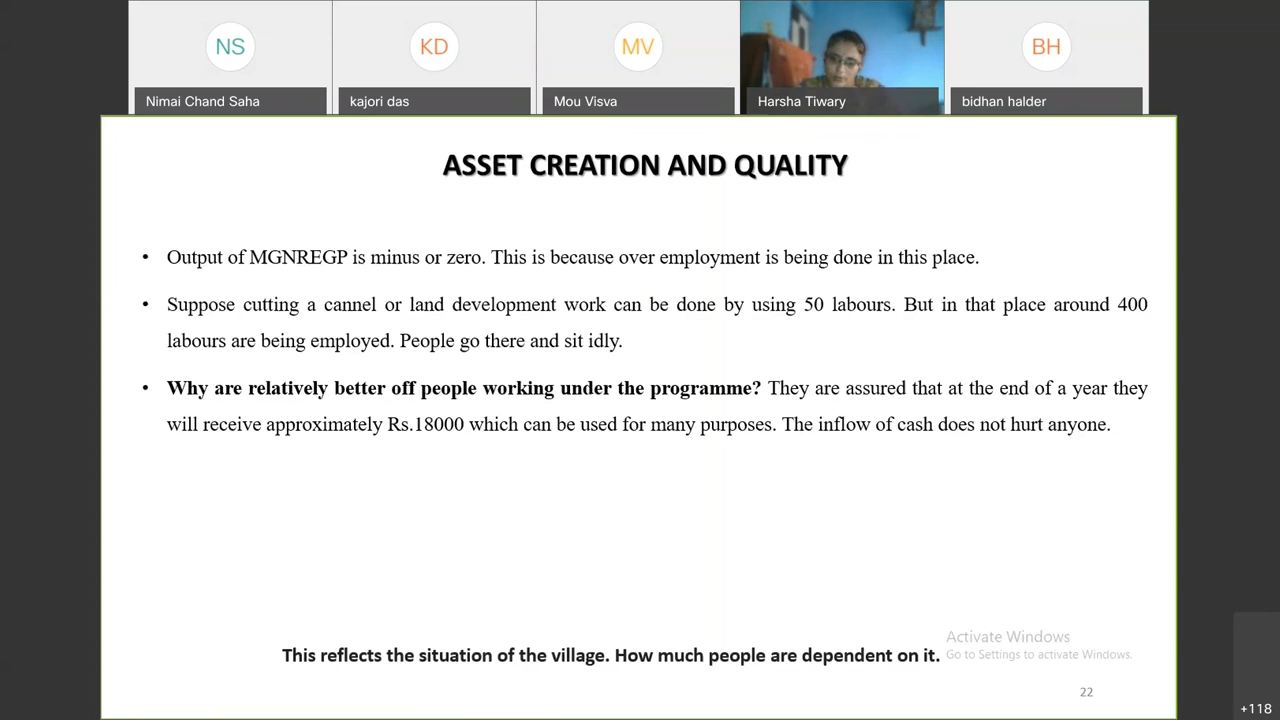 NS
KD
MV
BH
Nimai Chand Saha
kajori das
Mou Visva
Harsha Tiwary
bidhan halder
ASSET CREATION AND QUALITY
• Output of MGNREGP is minus or zero. This is because over employment is being done in this place.
• Suppose cutting a cannel or land development work can be done by using 50 labours. But in that place around 400
labours are being employed. People go there and sit idly.
• Why are relatively better off people working under the programme? They are assured that at the end of a year they
will receive approximately Rs.18000 which can be used for many purposes. The inflow of cash does not hurt anyone.
This reflects the situation of the village. How much people are dependent on it.
Activate Windows
Go to Settings to activate Windows.
22
+118